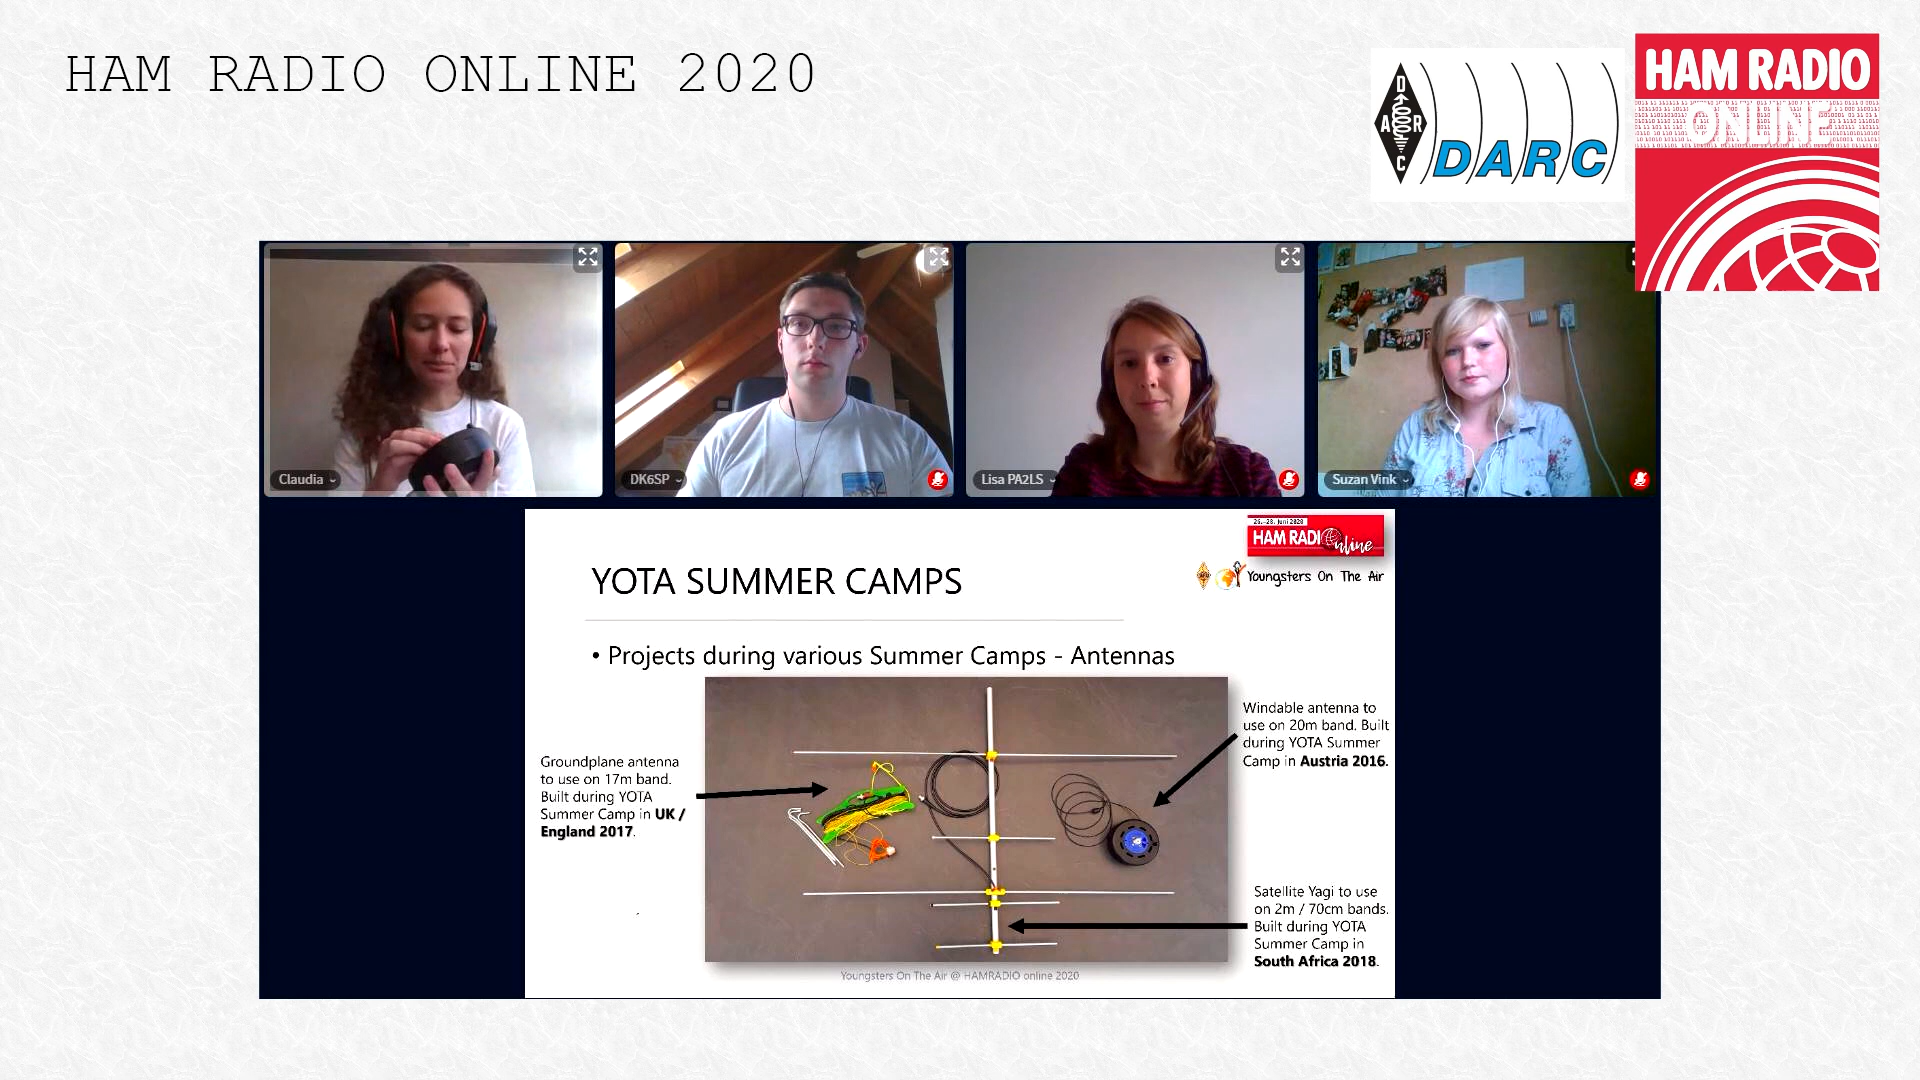 HAM RADIO ONLINE 2020
D
A R
C
DARC
HAM RADIO
ONLINE
Claudia
DK6SP
Lisa PA2LS
Suzan Vink
26.-28. Juni 2020
HAM RADIOnline
Youngsters On The Air
YOTA SUMMER CAMPS
• Projects during various Summer Camps - Antennas
Groundplane antenna
to use on 17m band.
Built during YOTA
Summer Camp in UK /
England 2017.
Windable antenna to
use on 20m band. Built
during YOTA Summer
Camp in Austria 2016.
Satellite Yagi to use
on 2m / 70cm bands.
Built during YOTA
Summer Camp in
South Africa 2018.
Youngsters On The Air @ HAMRADIO online 2020